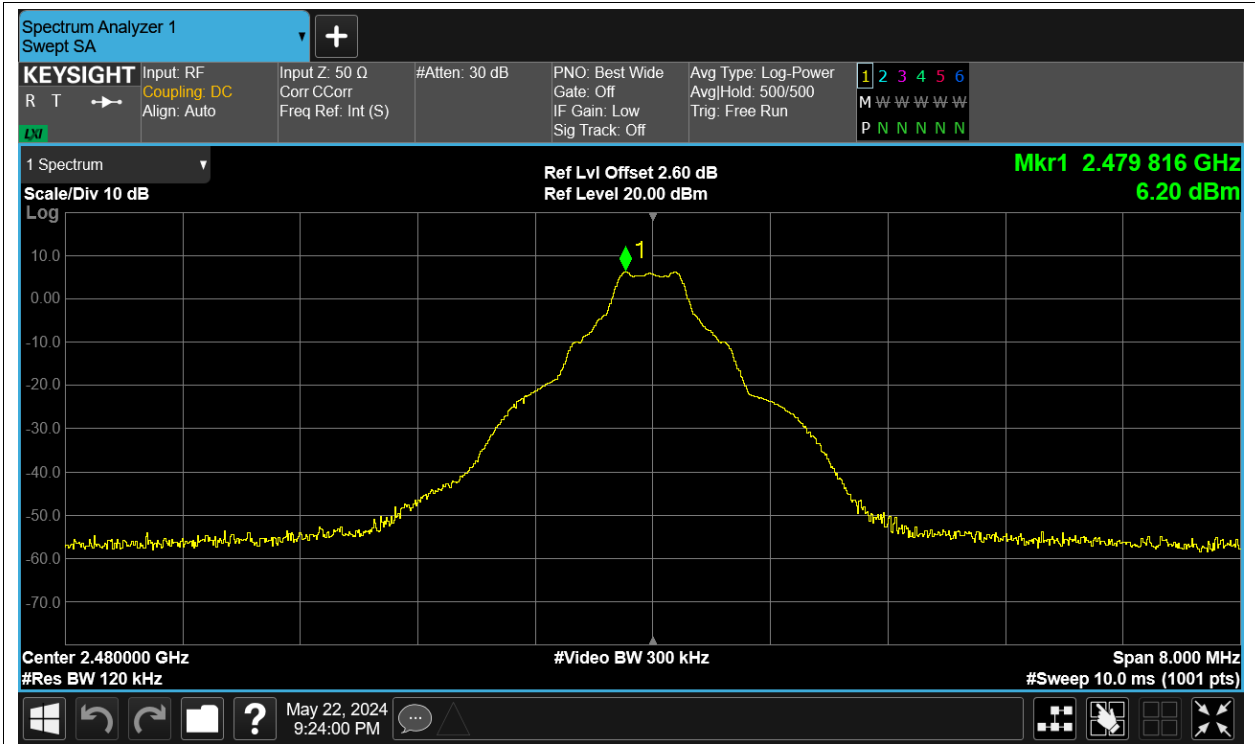 Spectrum Analyzer 1
Swept SA
KEYSIGHT
R T
LXI
Input: RF
Coupling: DC
Align: Auto
Input Z: 50 Ω
Corr CCorr
Freq Ref: Int (S)
#Atten: 30 dB
PNO: Best Wide
Gate: Off
IF Gain: Low
Sig Track: Off
Avg Type: Log-Power
Avg|Hold: 500/500
Trig: Free Run
1 2 3 4 5 6
M W W W W W
P N N N N N
1 Spectrum
Scale/Div 10 dB
Log
Ref Lvl Offset 2.60 dB
Ref Level 20.00 dBm
Mkr1 2.479 816 GHz
6.20 dBm
1
10.0
0.00
-10.0
-20.0
-30.0
-40.0
-50.0
-60.0
-70.0
Center 2.480000 GHz
#Res BW 120 kHz
#Video BW 300 kHz
Span 8.000 MHz
#Sweep 10.0 ms (1001 pts)
?
May 22, 2024
9:24:00 PM